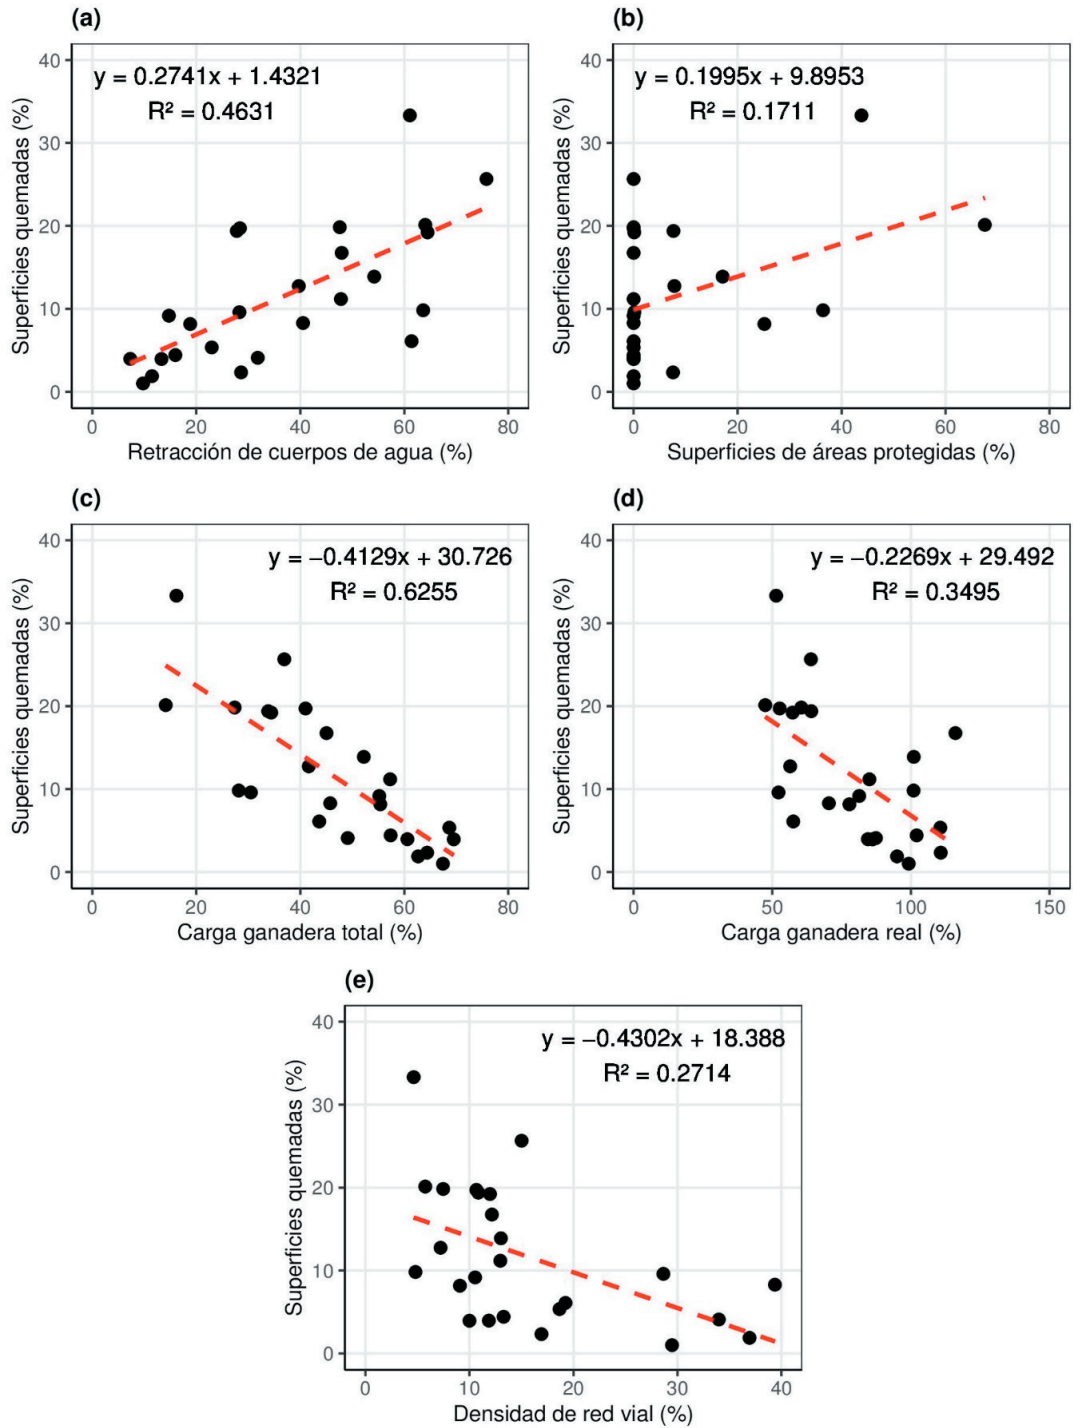 (a)
y = 0.2741x + 1.4321
R² = 0.4631
Superficies quemadas (%)
40
30
20
10
0
0 20 40 60 80
Retracción de cuerpos de agua (%)
(b)
y = 0.1995x + 9.8953
R² = 0.1711
Superficies quemadas (%)
40
30
20
10
0
0 20 40 60 80
Superficies de áreas protegidas (%)
(c)
y = −0.4129x + 30.726
R² = 0.6255
Superficies quemadas (%)
40
30
20
10
0
0 20 40 60 80
Carga ganadera total (%)
(d)
y = −0.2269x + 29.492
R² = 0.3495
Superficies quemadas (%)
40
30
20
10
0
0 50 100 150
Carga ganadera real (%)
(e)
y = −0.4302x + 18.388
R² = 0.2714
Superficies quemadas (%)
40
30
20
10
0
0 10 20 30 40
Densidad de red vial (%)